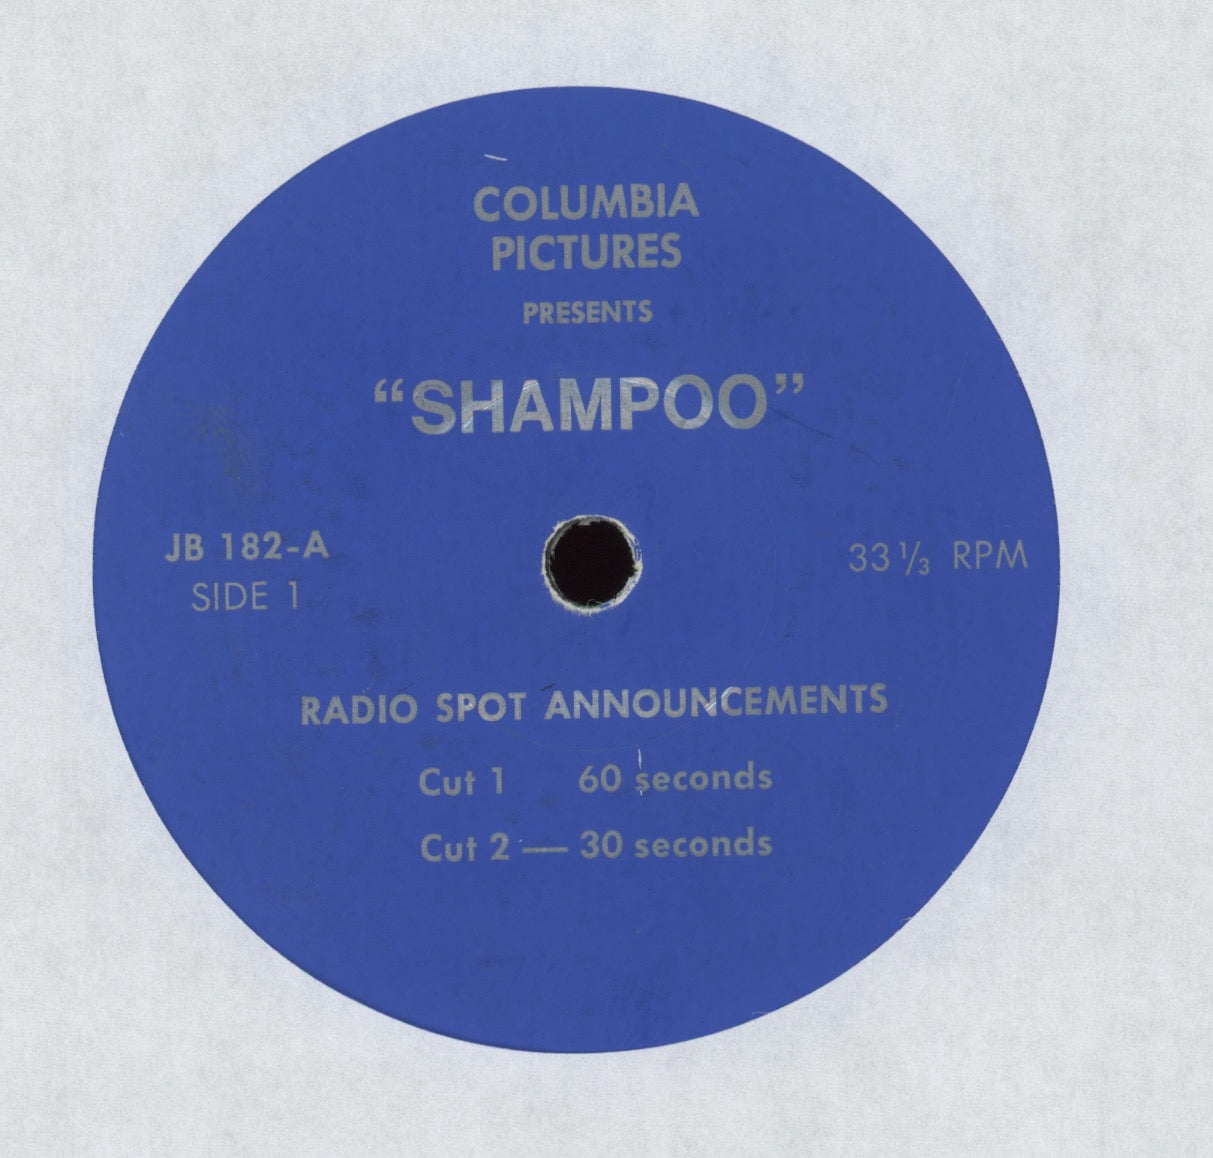 COLUMBIA
PICTURES
PRESENTS
“SHAMPOO”
JB 182-A
SIDE 1
33 1/3 RPM
RADIO SPOT ANNOUNCEMENTS
Cut 1 60 seconds
Cut 2 — 30 seconds